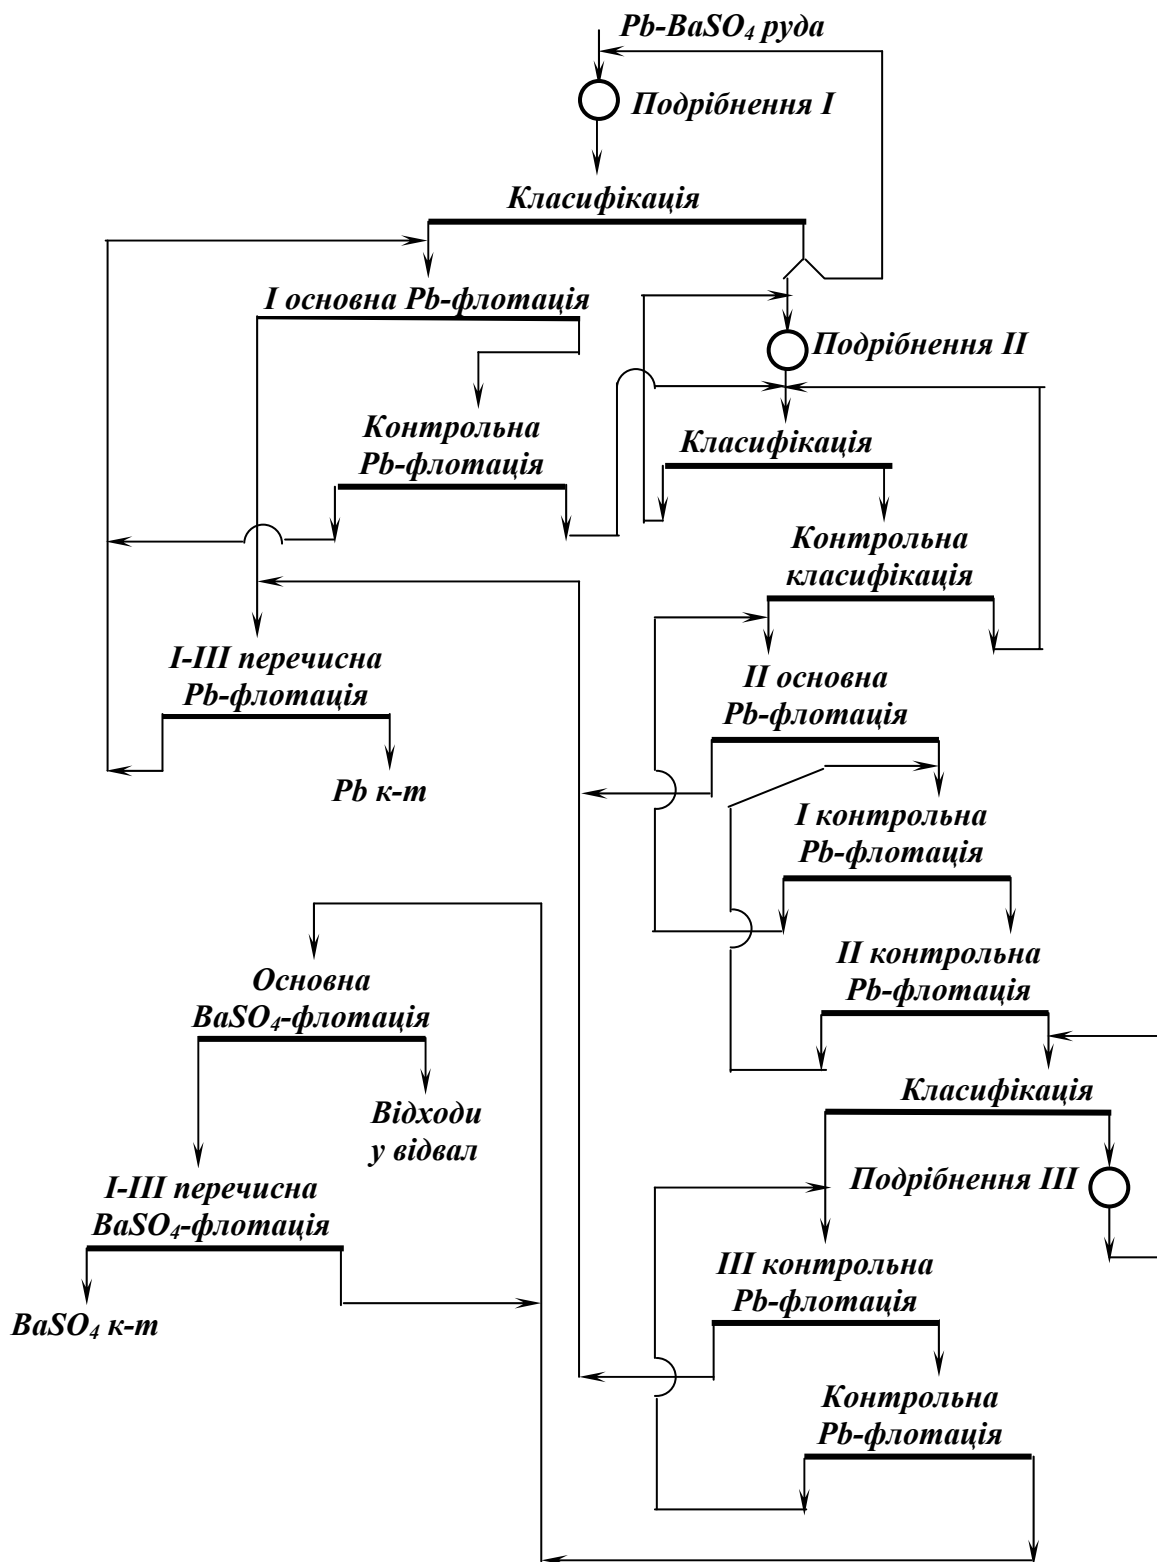 Pb-BaSO₄ руда
Подрібнення I
Класифікація
I основна Pb-флотація
Подрібнення II
Контрольна
Pb-флотація
Класифікація
Контрольна
класифікація
I-III перечисна
Pb-флотація
Pb к-т
II основна
Pb-флотація
I контрольна
Pb-флотація
II контрольна
Pb-флотація
Основна
BaSO₄-флотація
Відходи
у відвал
Класифікація
Подрібнення III
I-III перечисна
BaSO₄-флотація
BaSO₄ к-т
III контрольна
Pb-флотація
Контрольна
Pb-флотація